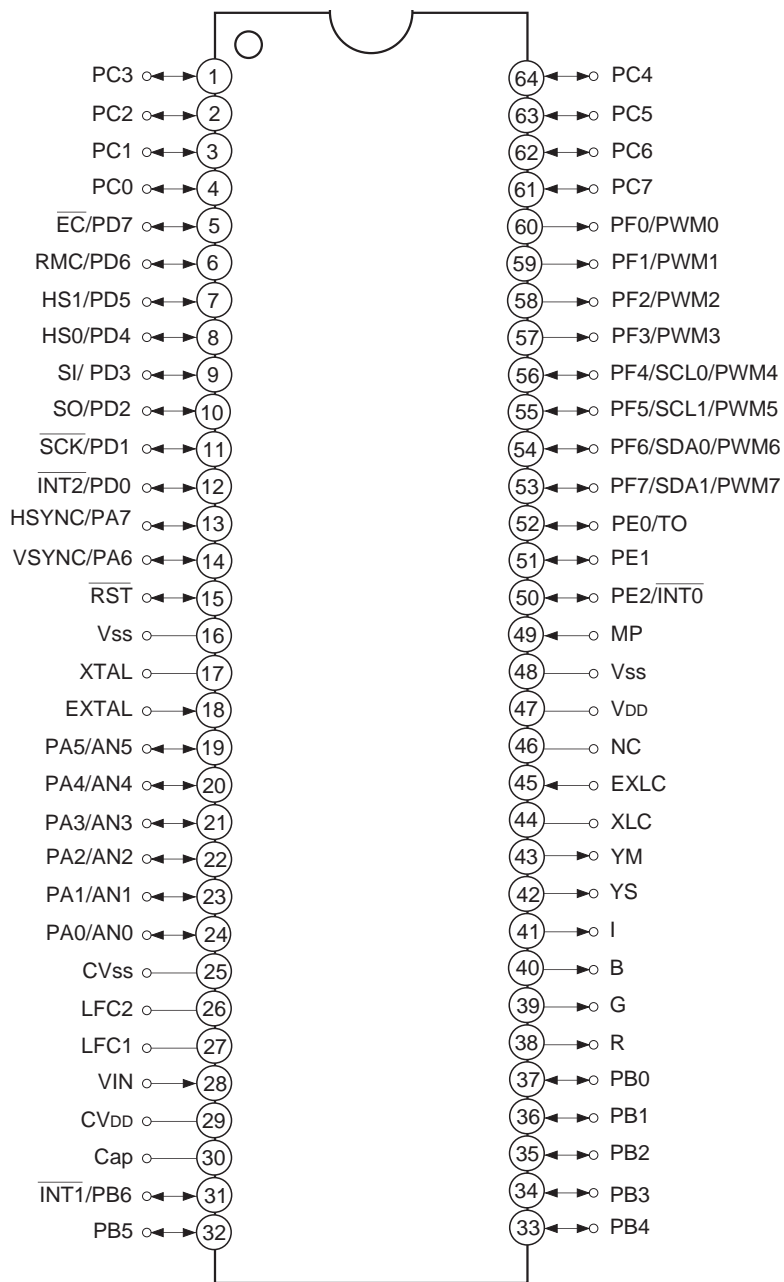 PC3 1
PC2 2
PC1 3
PC0 4
E̅C̅/PD7 5
RMC/PD6 6
HS1/PD5 7
HS0/PD4 8
SI/ PD3 9
SO/PD2 10
S̅C̅K̅/PD1 11
I̅N̅T̅2̅/PD0 12
HSYNC/PA7 13
VSYNC/PA6 14
R̅S̅T̅ 15
Vss 16
XTAL 17
EXTAL 18
PA5/AN5 19
PA4/AN4 20
PA3/AN3 21
PA2/AN2 22
PA1/AN1 23
PA0/AN0 24
CVss 25
LFC2 26
LFC1 27
VIN 28
CVDD 29
Cap 30
I̅N̅T̅1̅/PB6 31
PB5 32
64 PC4
63 PC5
62 PC6
61 PC7
60 PF0/PWM0
59 PF1/PWM1
58 PF2/PWM2
57 PF3/PWM3
56 PF4/SCL0/PWM4
55 PF5/SCL1/PWM5
54 PF6/SDA0/PWM6
53 PF7/SDA1/PWM7
52 PE0/TO
51 PE1
50 PE2/I̅N̅T̅0̅
49 MP
48 Vss
47 VDD
46 NC
45 EXLC
44 XLC
43 YM
42 YS
41 I
40 B
39 G
38 R
37 PB0
36 PB1
35 PB2
34 PB3
33 PB4